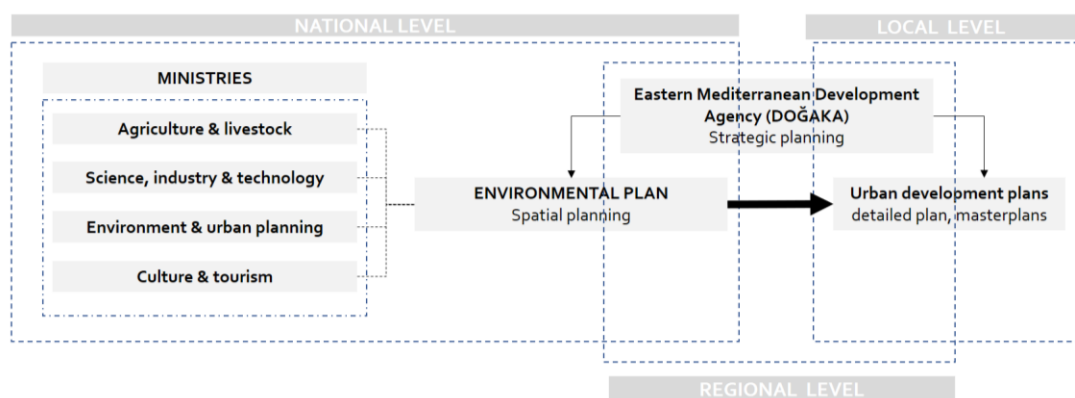 NATIONAL LEVEL
LOCAL LEVEL
MINISTRIES
Agriculture & livestock
Science, industry & technology
Environment & urban planning
Culture & tourism
Eastern Mediterranean Development
Agency (DOĞAKA)
Strategic planning
ENVIRONMENTAL PLAN
Spatial planning
Urban development plans
detailed plan, masterplans
REGIONAL LEVEL